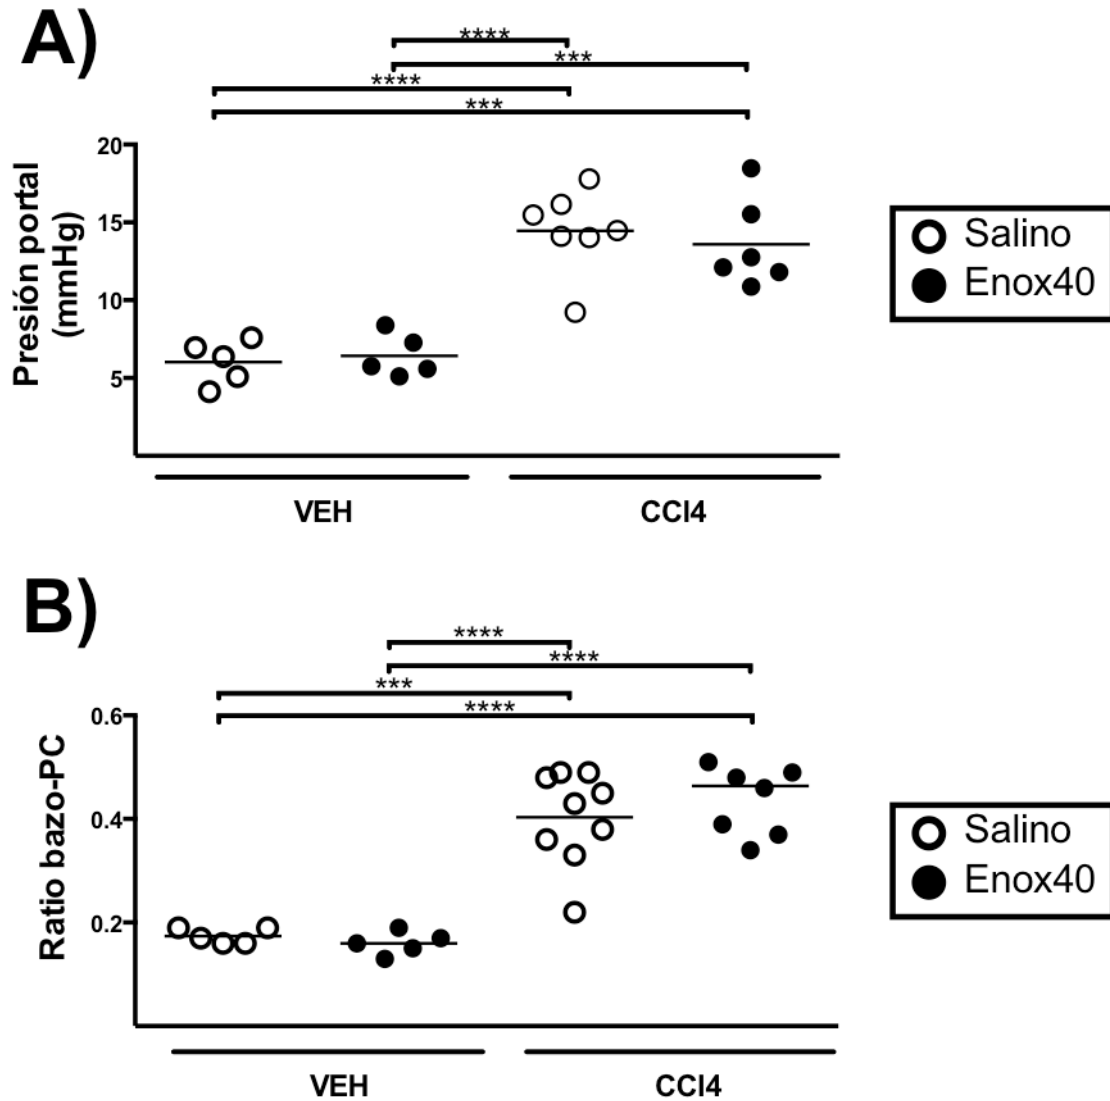 A)
****
***
****
***
20
15
10
5
Presión portal
(mmHg)
VEH
CCl4
Salino
Enox40
B)
****
****
***
****
0.6
0.4
0.2
Ratio bazo-PC
VEH
CCl4
Salino
Enox40